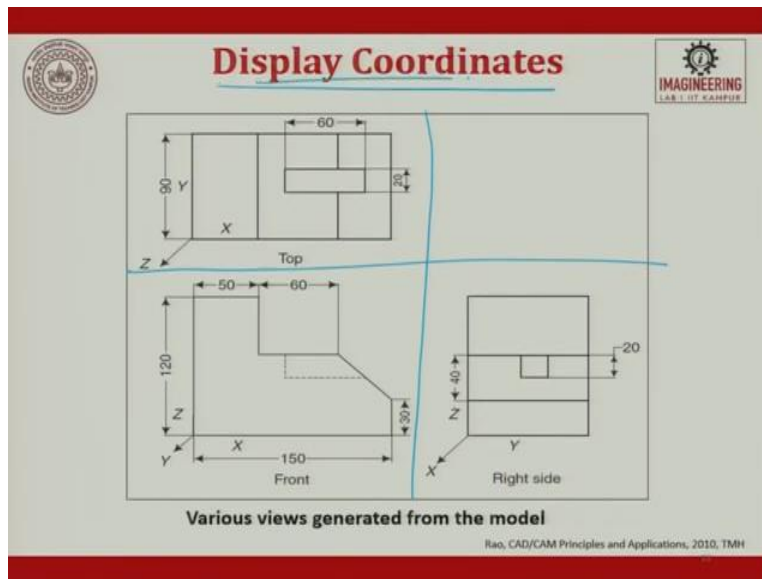 Display Coordinates
IMAGINEERING
LAB | IIT KANPUR
60
90
Y
20
X
Z
Top
50
60
120
Z
30
Y
X
150
Front
20
40
Z
Y
X
Right side
Various views generated from the model
Rao, CAD/CAM Principles and Applications, 2010, TMH